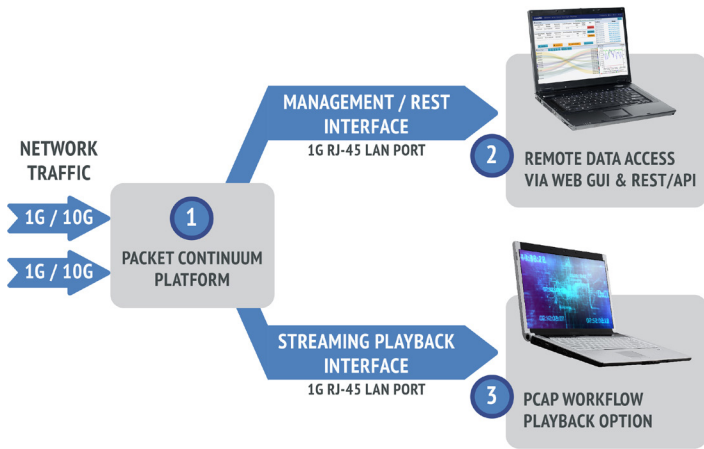 NETWORK
TRAFFIC
1G / 10G
1G / 10G
1
PACKET CONTINUUM
PLATFORM
MANAGEMENT / REST
INTERFACE
1G RJ-45 LAN PORT
2
REMOTE DATA ACCESS
VIA WEB GUI & REST/API
STREAMING PLAYBACK
INTERFACE
1G RJ-45 LAN PORT
3
PCAP WORKFLOW
PLAYBACK OPTION